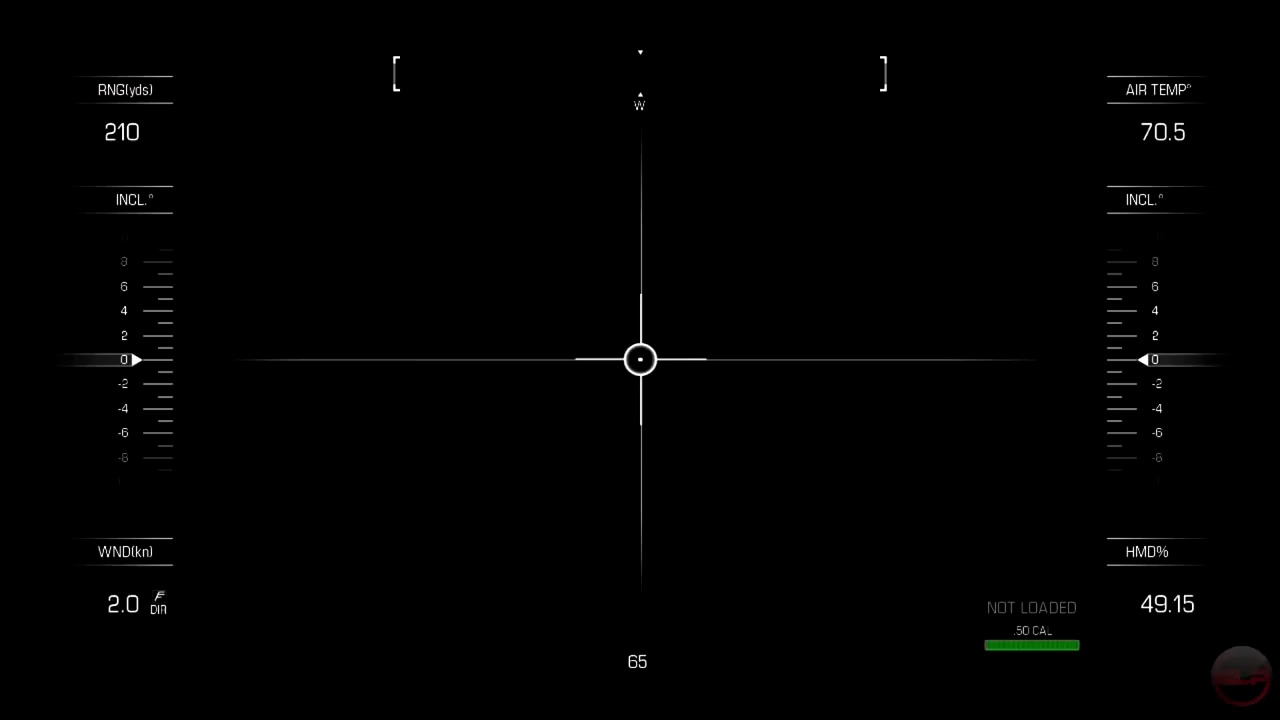 RNG(yds)
210
INCL.°
8
6
4
2
0
-2
-4
-6
-8
WND(kn)
2.0
F
DIR
W
65
AIR TEMP°
70.5
INCL.°
8
6
4
2
0
-2
-4
-6
-8
HMD%
49.15
NOT LOADED
.50 CAL